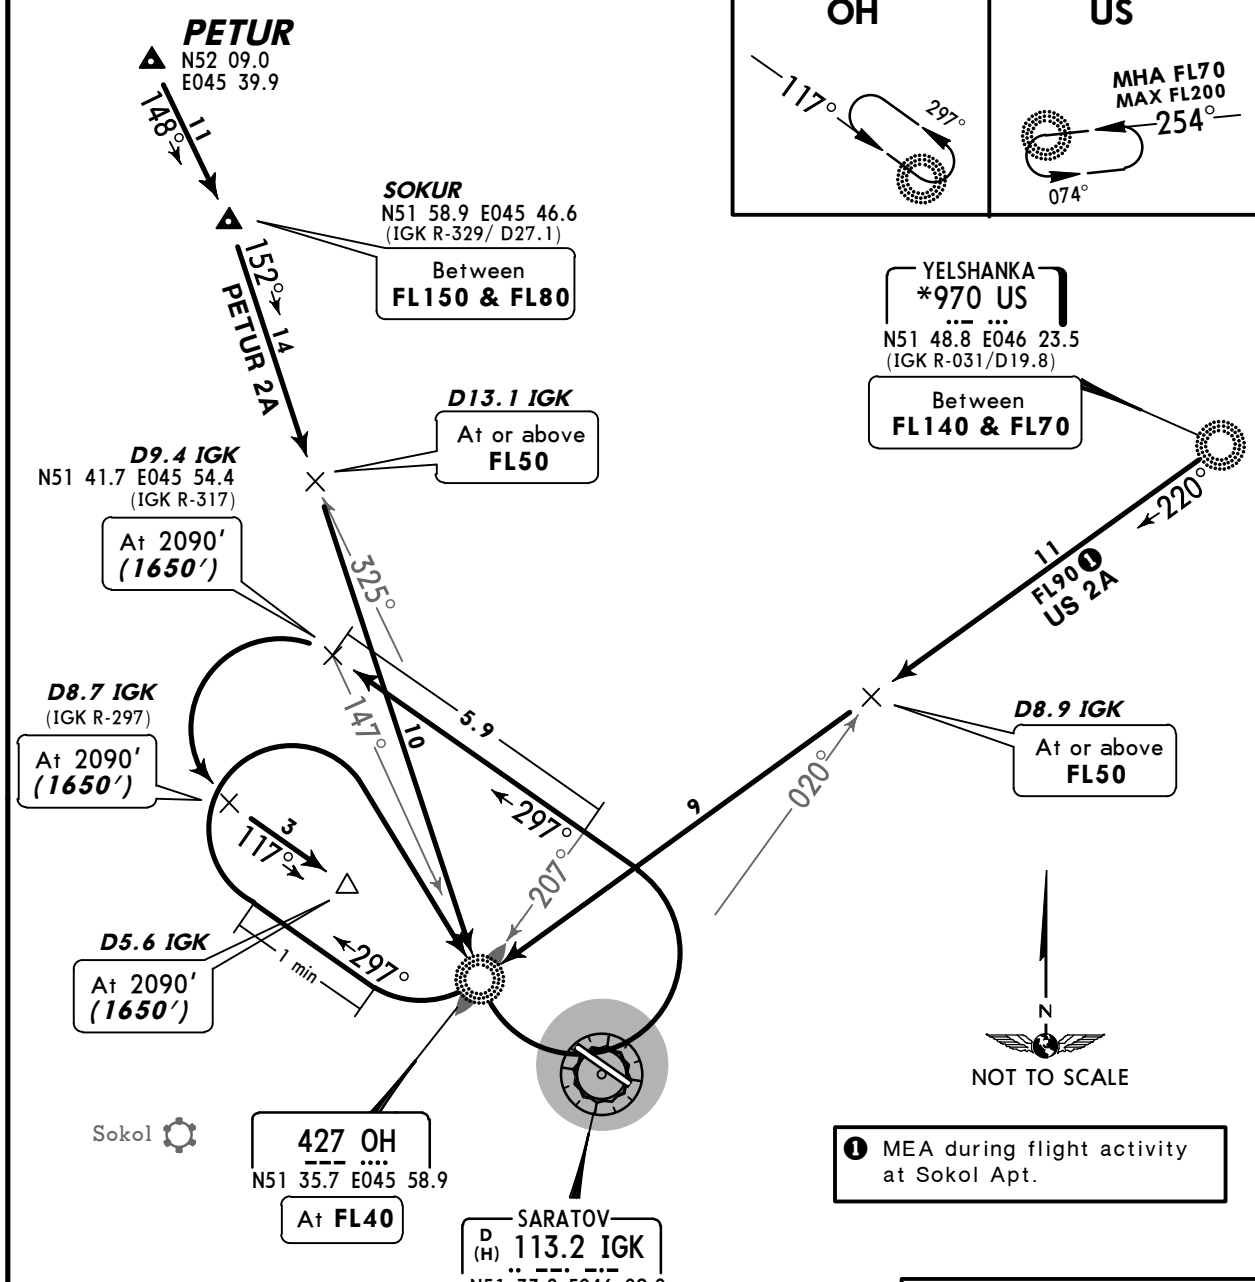 PETUR
N52 09.0
E045 39.9
148°
11
SOKUR
N51 58.9 E045 46.6
(IGK R-329/ D27.1)
Between
FL150 & FL80
152°
14
PETUR 2A
D13.1 IGK
At or above
FL50
D9.4 IGK
N51 41.7 E045 54.4
(IGK R-317)
At 2090'
(1650')
325°
147°
10
5.9
297°
207°
D8.7 IGK
(IGK R-297)
At 2090'
(1650')
3
117°
D5.6 IGK
At 2090'
(1650')
1 min
297°
Sokol
427 OH
N51 35.7 E045 58.9
At FL40
SARATOV
D
(H) 113.2 IGK
OH
117°
297°
US
MHA FL70
MAX FL200
254°
074°
YELSHANKA
*970 US
N51 48.8 E046 23.5
(IGK R-031/D19.8)
Between
FL140 & FL70
220°
11
FL90 1
US 2A
D8.9 IGK
At or above
FL50
9
020°
N
NOT TO SCALE
1 MEA during flight activity
at Sokol Apt.